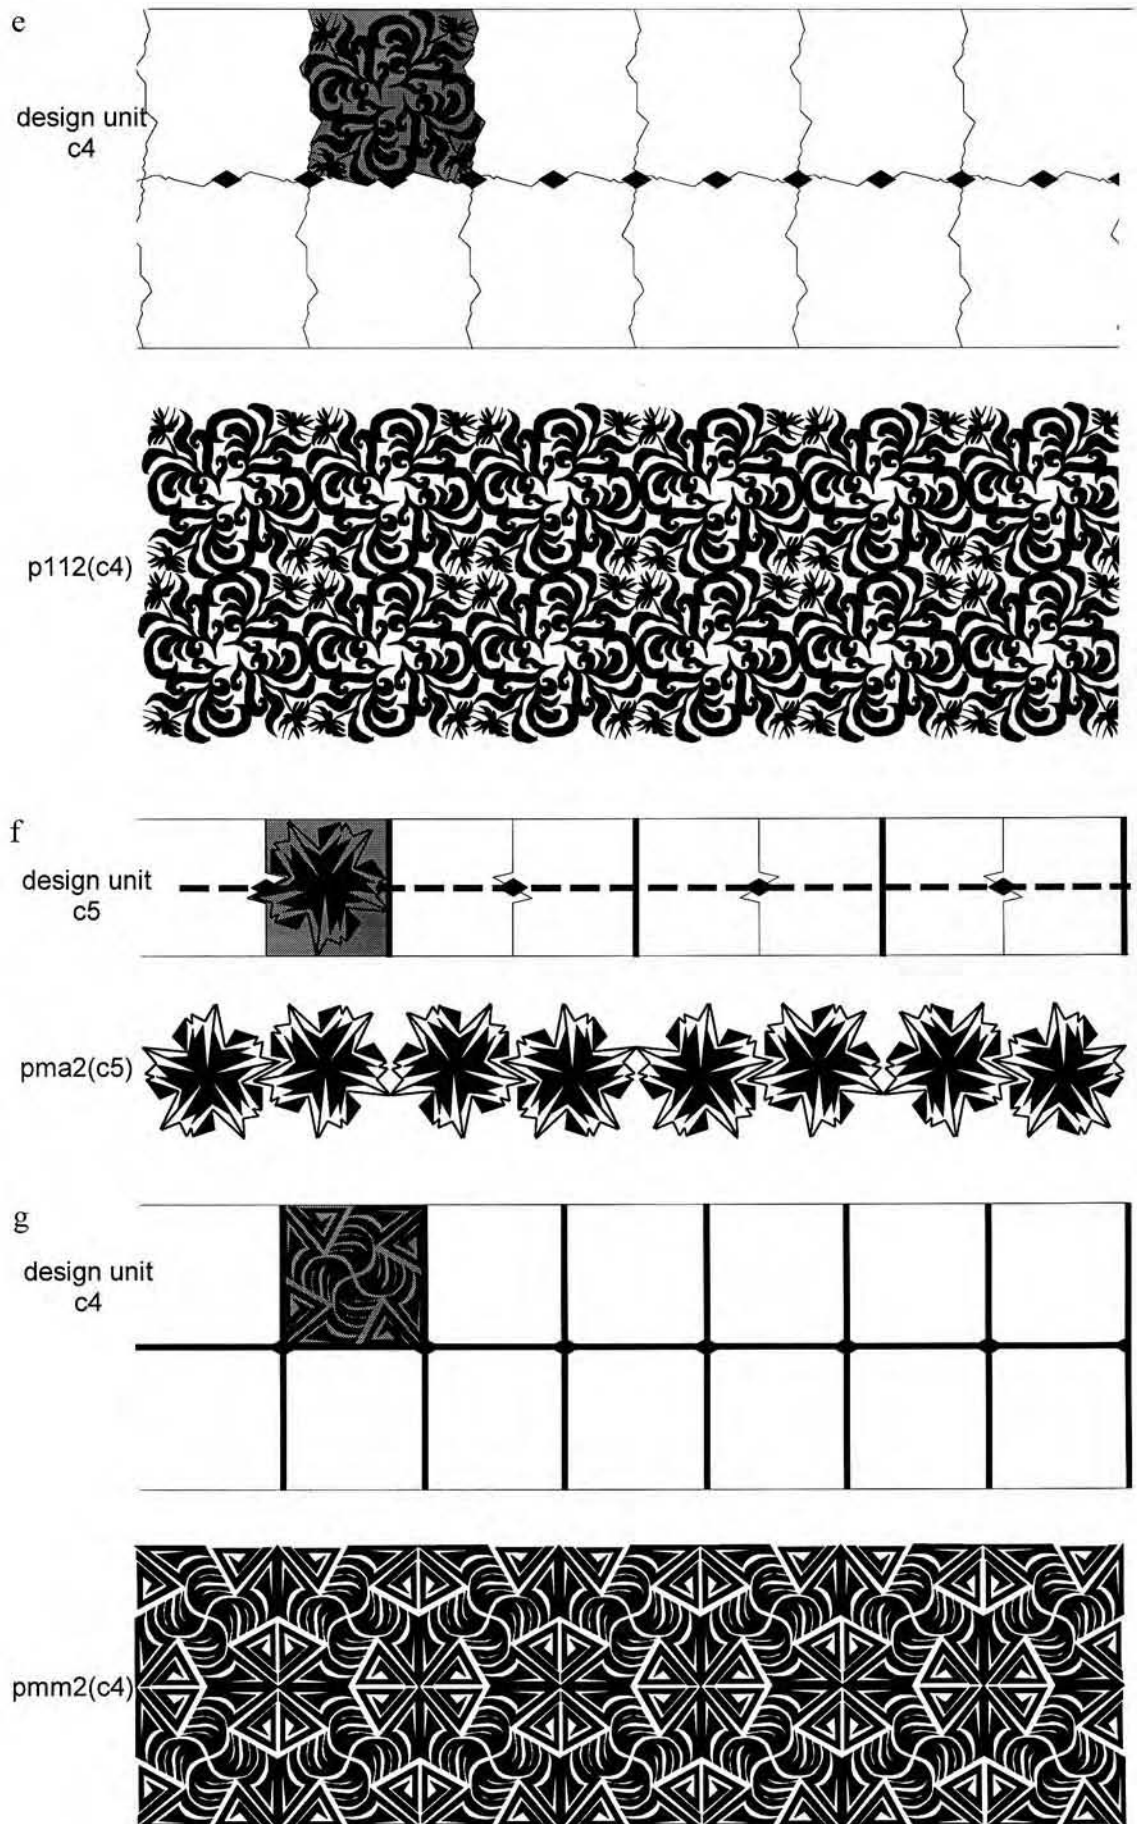 e
design unit
c4
p112(c4)
f
design unit
c5
pma2(c5)
g
design unit
c4
pmm2(c4)